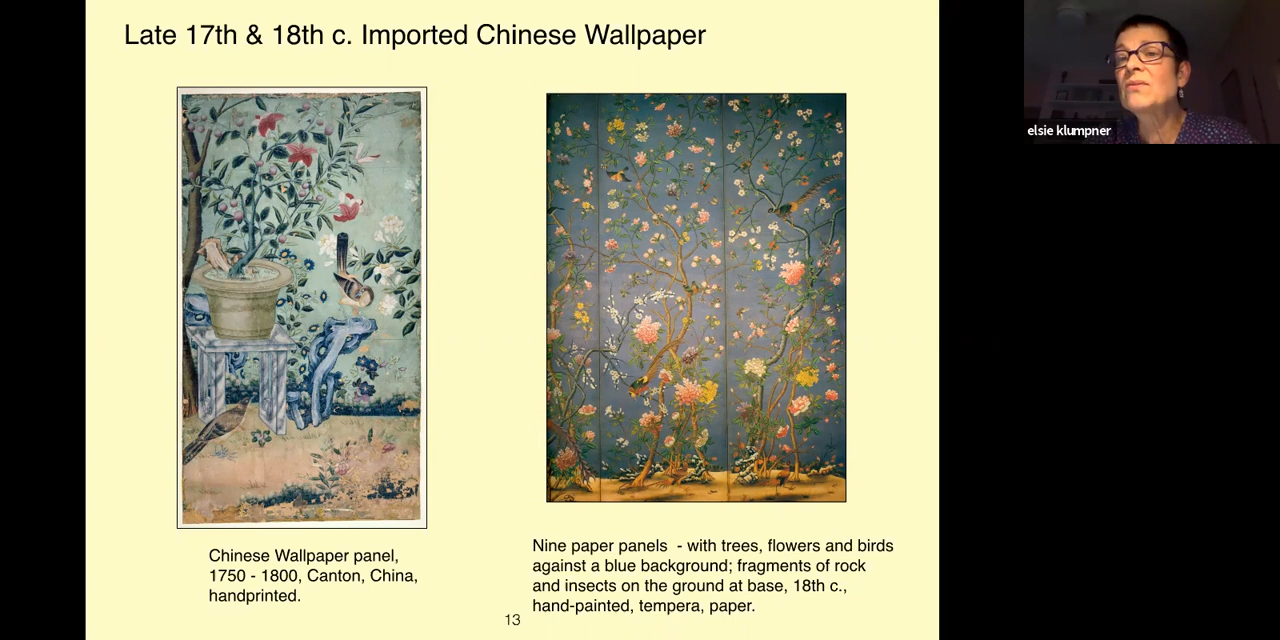 Late 17th & 18th c. Imported Chinese Wallpaper
elsie klumpner
Chinese Wallpaper panel,
1750 - 1800, Canton, China,
handprinted.
Nine paper panels - with trees, flowers and birds
against a blue background; fragments of rock
and insects on the ground at base, 18th c.,
hand-painted, tempera, paper.
13